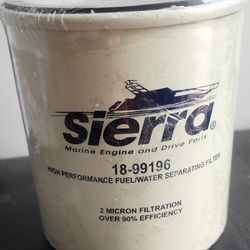 sierra®
Marine Engine and Drive Parts
18-99196
HIGH PERFORMANCE FUEL/WATER SEPARATING FILTER
2 MICRON FILTRATION
OVER 90% EFFICIENCY